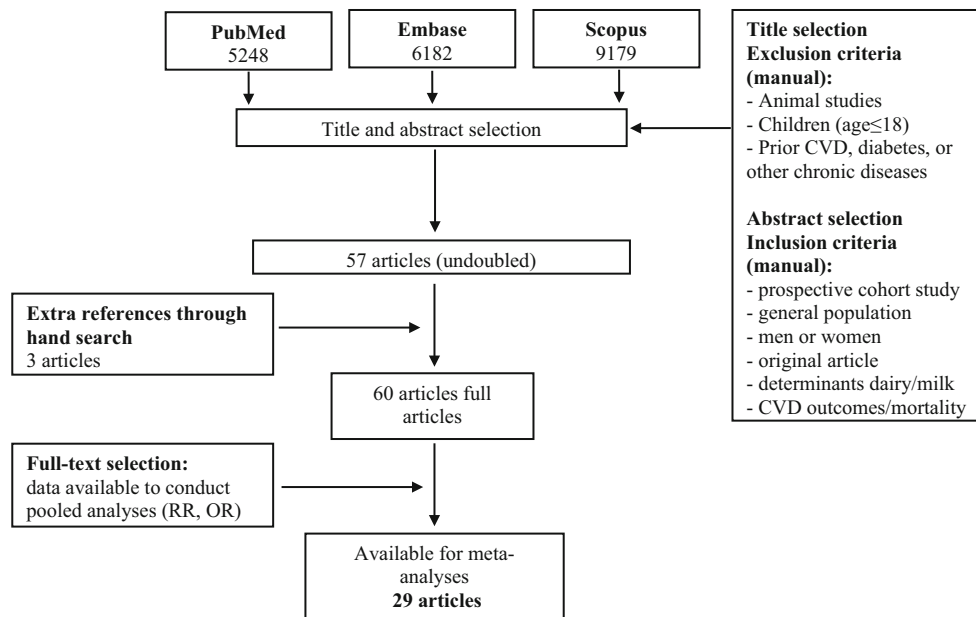 PubMed
5248
Embase
6182
Scopus
9179
Title and abstract selection
Title selection
Exclusion criteria
(manual):
- Animal studies
- Children (age≤18)
- Prior CVD, diabetes, or
other chronic diseases
Abstract selection
Inclusion criteria
(manual):
- prospective cohort study
- general population
- men or women
- original article
- determinants dairy/milk
- CVD outcomes/mortality
57 articles (undoubled)
Extra references through
hand search
3 articles
60 articles full
articles
Full-text selection:
data available to conduct
pooled analyses (RR, OR)
Available for meta-
analyses
29 articles